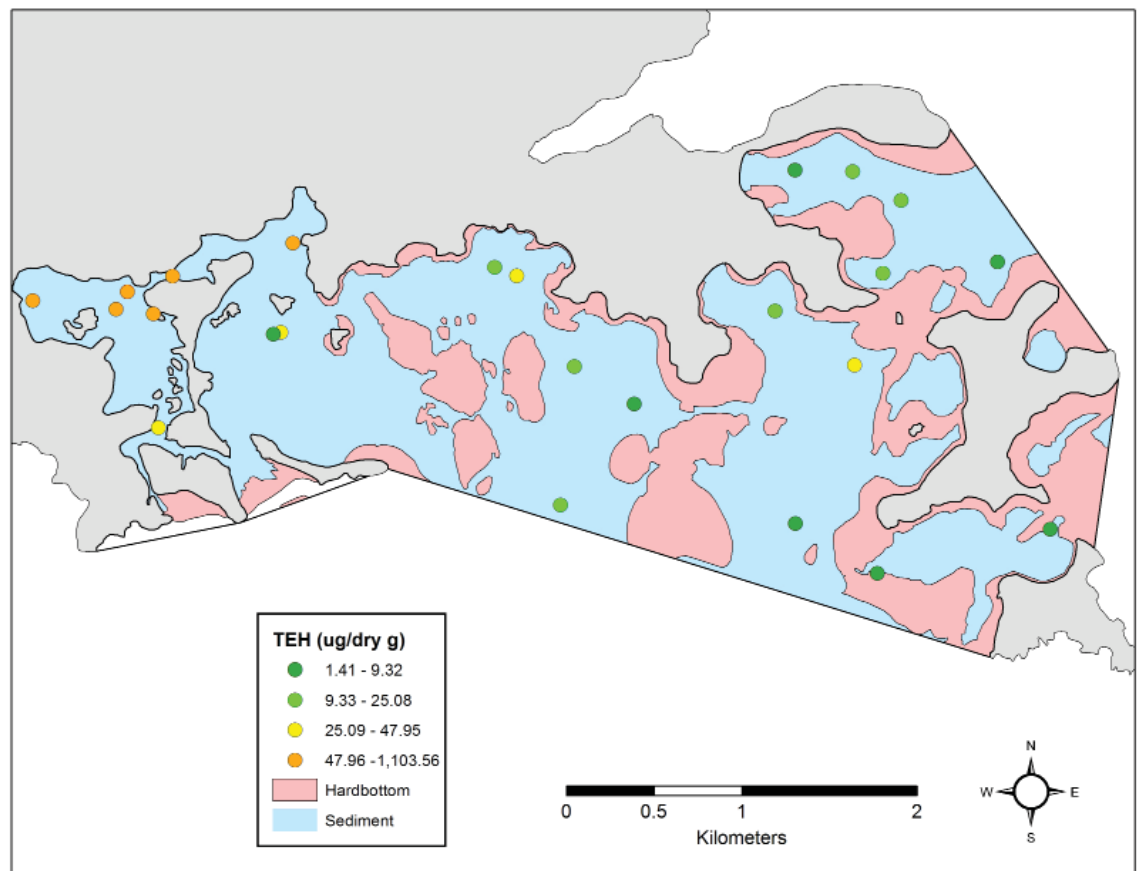 TEH (ug/dry g)
1.41 - 9.32
9.33 - 25.08
25.09 - 47.95
47.96 -1,103.56
Hardbottom
Sediment
0 0.5 1 2
Kilometers
N
W E
S